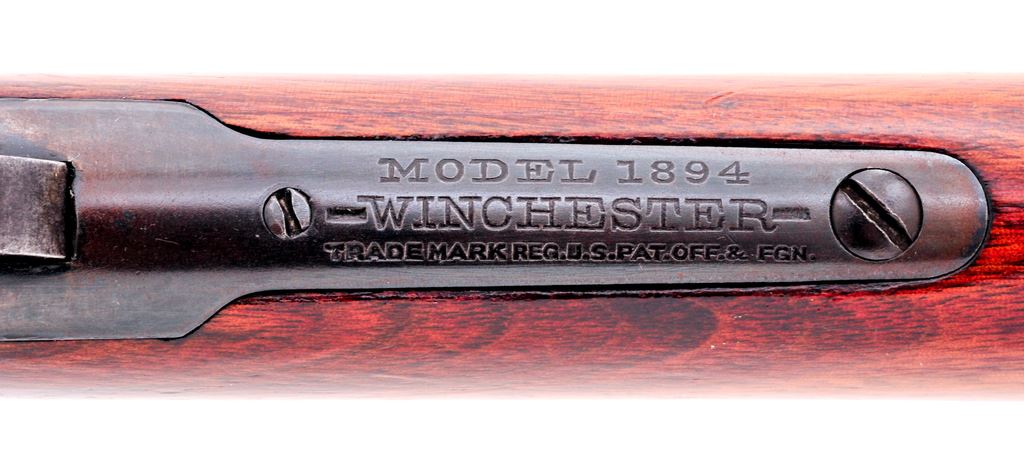 MODEL 1894
-WINCHESTER-
TRADE MARK REG.U.S.PAT.OFF.& FGN.